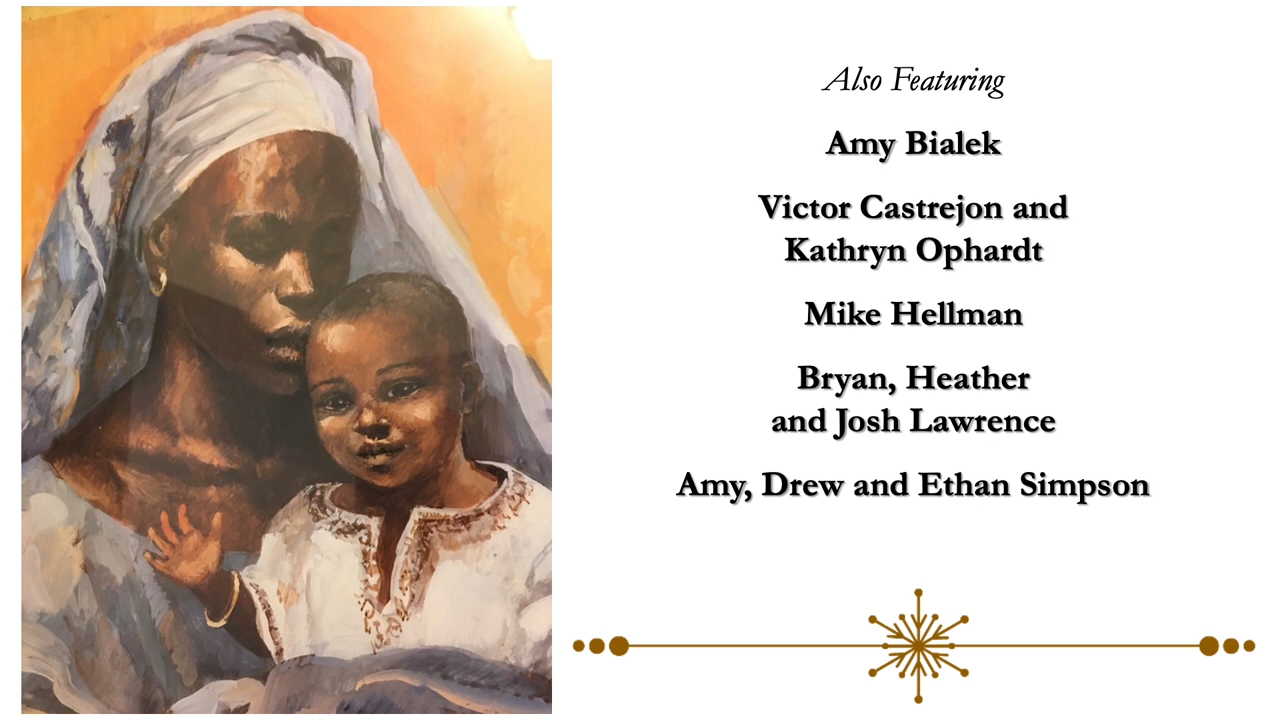 Also Featuring
Amy Bialek
Victor Castrejon and
Kathryn Ophardt
Mike Hellman
Bryan, Heather
and Josh Lawrence
Amy, Drew and Ethan Simpson